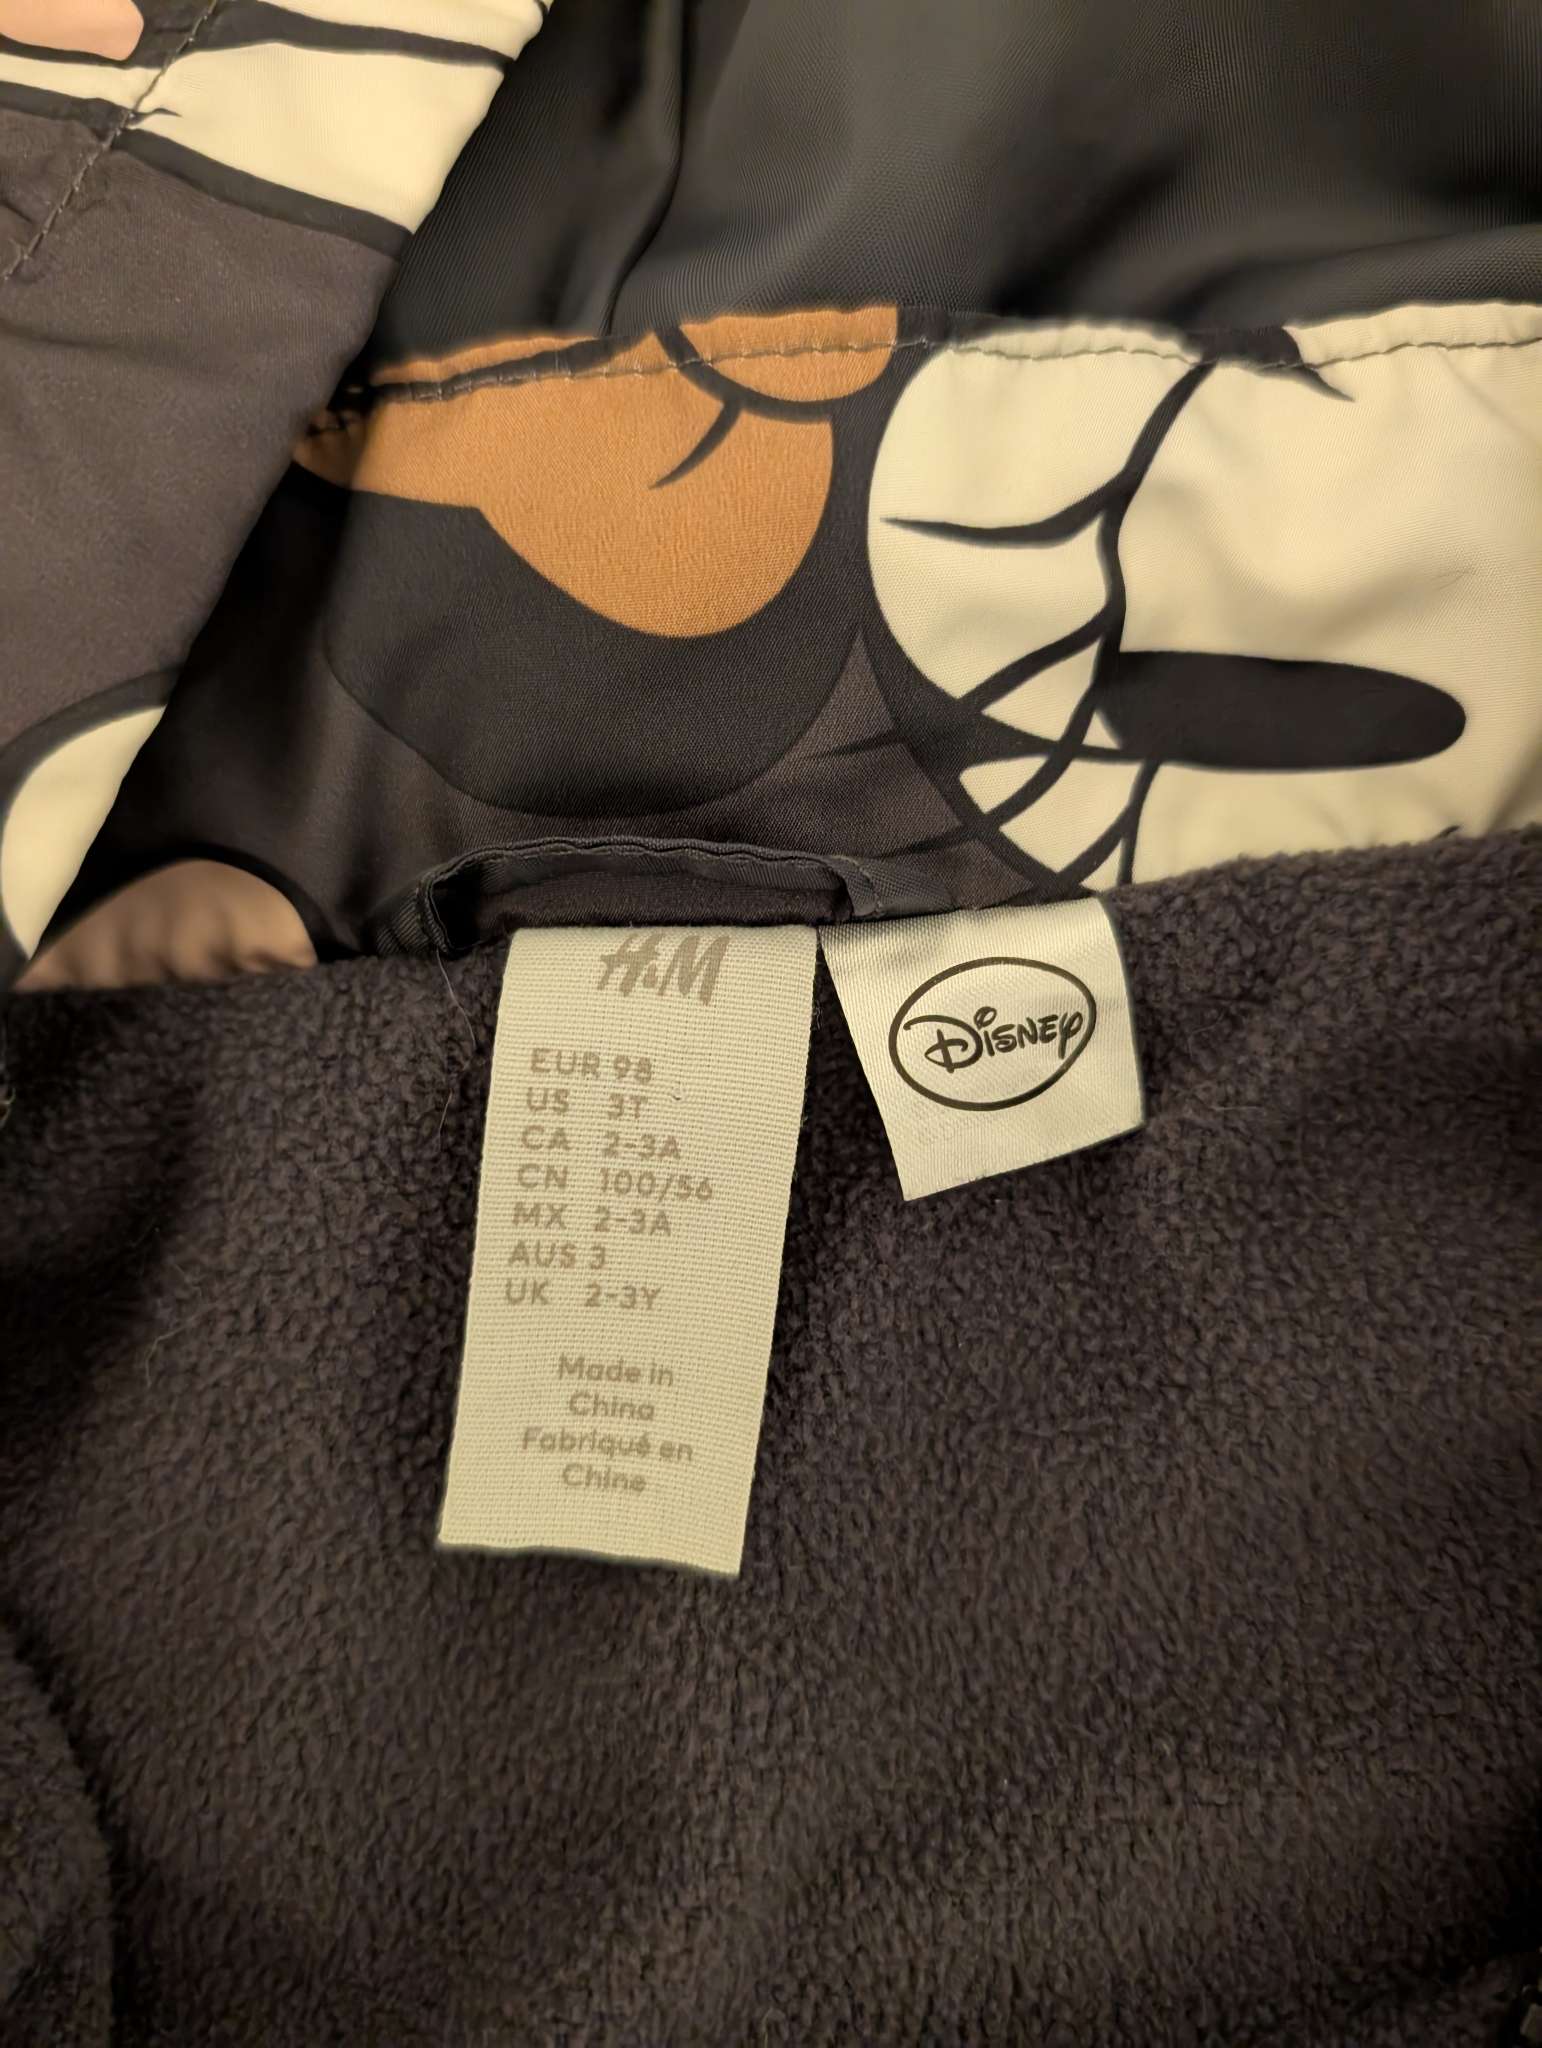 H&M
EUR 98
US 3T
CA 2-3A
CN 100/56
MX 2-3A
AUS 3
UK 2-3Y
Made in
China
Fabriqué en
Chine
Disney